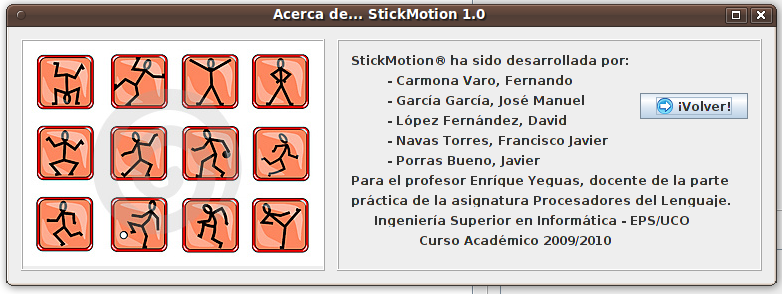 Acerca de... StickMotion 1.0
StickMotion® ha sido desarrollada por:
- Carmona Varo, Fernando
- García García, José Manuel
- López Fernández, David
- Navas Torres, Francisco Javier
- Porras Bueno, Javier
¡Volver!
Para el profesor Enríque Yeguas, docente de la parte
práctica de la asignatura Procesadores del Lenguaje.
Ingeniería Superior en Informática - EPS/UCO
Curso Académico 2009/2010